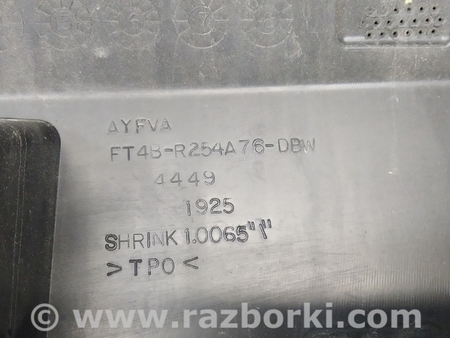 AYFVA
FT4B-R254A76-DBW
4449
1925
SHRINK 1.0065"/1"
>TPO<
www.razborki.com